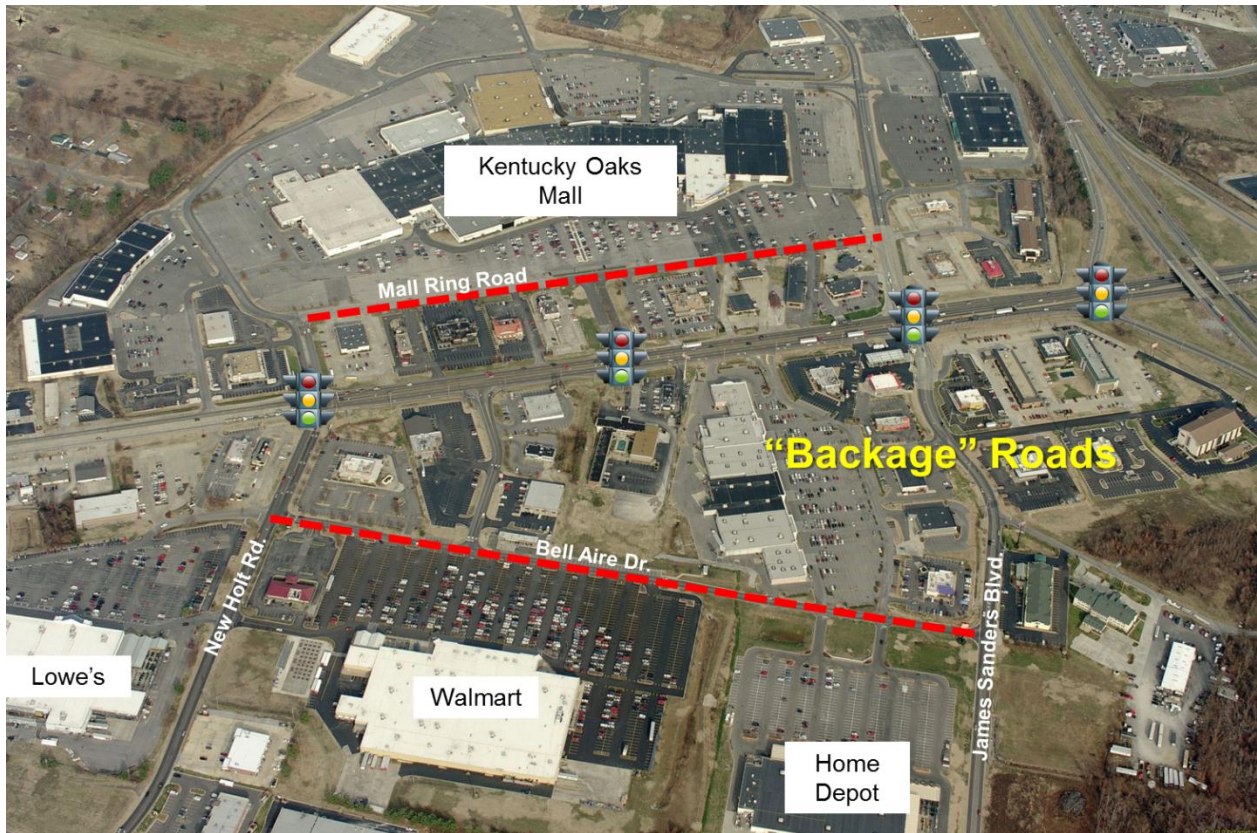 Kentucky Oaks
Mall
Mall Ring Road
“Backage” Roads
Bell Aire Dr.
New Holt Rd.
James Sanders Blvd.
Lowe’s
Walmart
Home
Depot